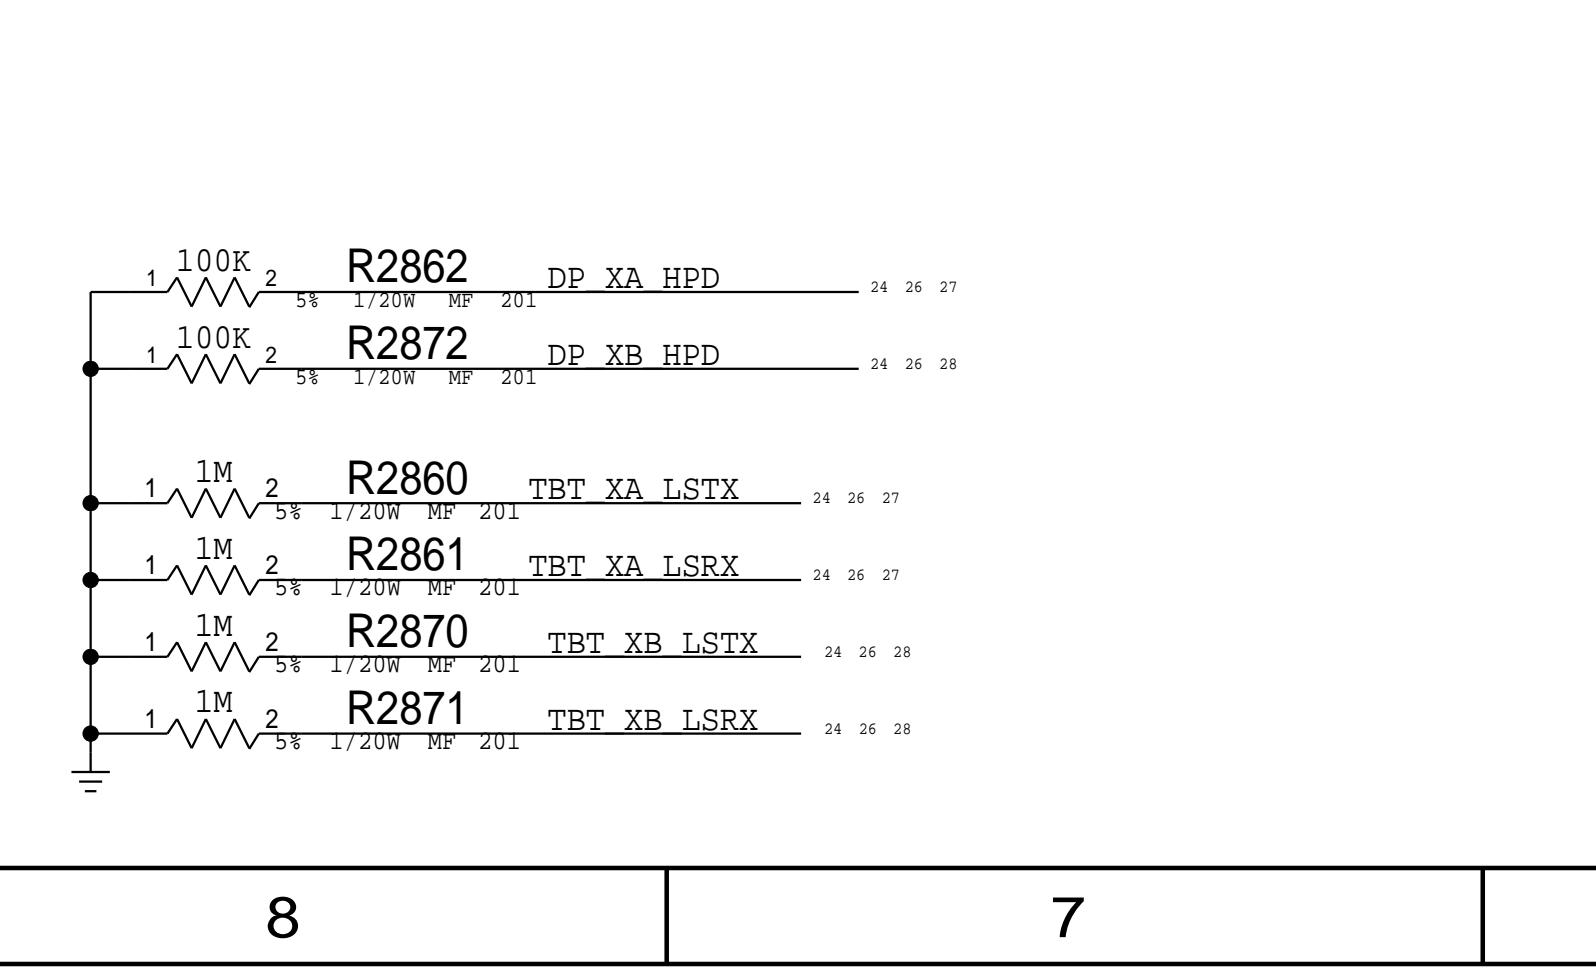 100K
1 2 R2862 DP_XA_HPD 24 26 27
5% 1/20W MF 201
100K
1 2 R2872 DP_XB_HPD 24 26 28
5% 1/20W MF 201
1M
1 2 R2860 TBT_XA_LSTX 24 26 27
5% 1/20W MF 201
1M
1 2 R2861 TBT_XA_LSRX 24 26 27
5% 1/20W MF 201
1M
1 2 R2870 TBT_XB_LSTX 24 26 28
5% 1/20W MF 201
1M
1 2 R2871 TBT_XB_LSRX 24 26 28
5% 1/20W MF 201
8 7